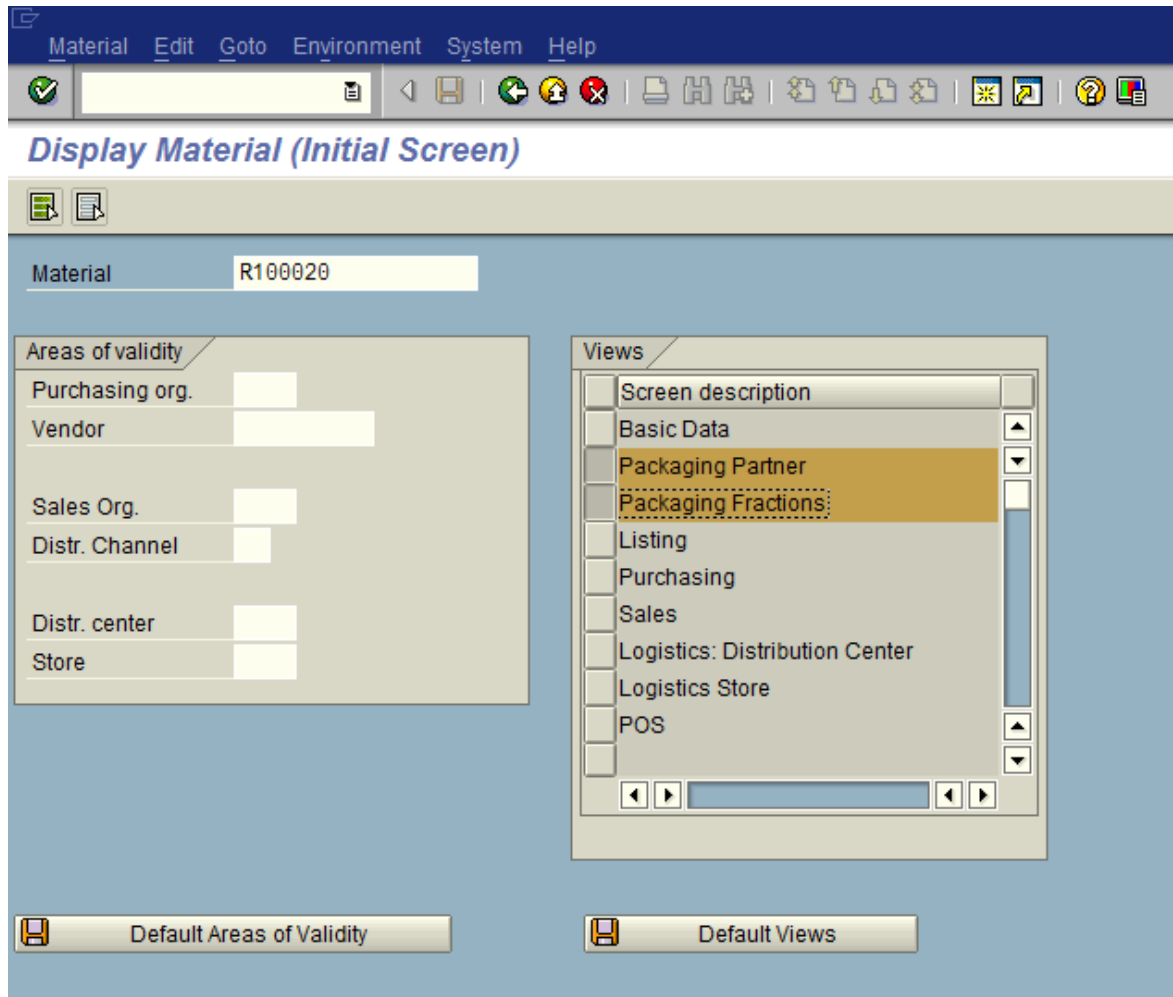 Material Edit Goto Environment System Help
Display Material (Initial Screen)
Material R100020
Areas of validity
Purchasing org.
Vendor
Sales Org.
Distr. Channel
Distr. center
Store
Views
Screen description
Basic Data
Packaging Partner
Packaging Fractions
Listing
Purchasing
Sales
Logistics: Distribution Center
Logistics Store
POS
Default Areas of Validity
Default Views